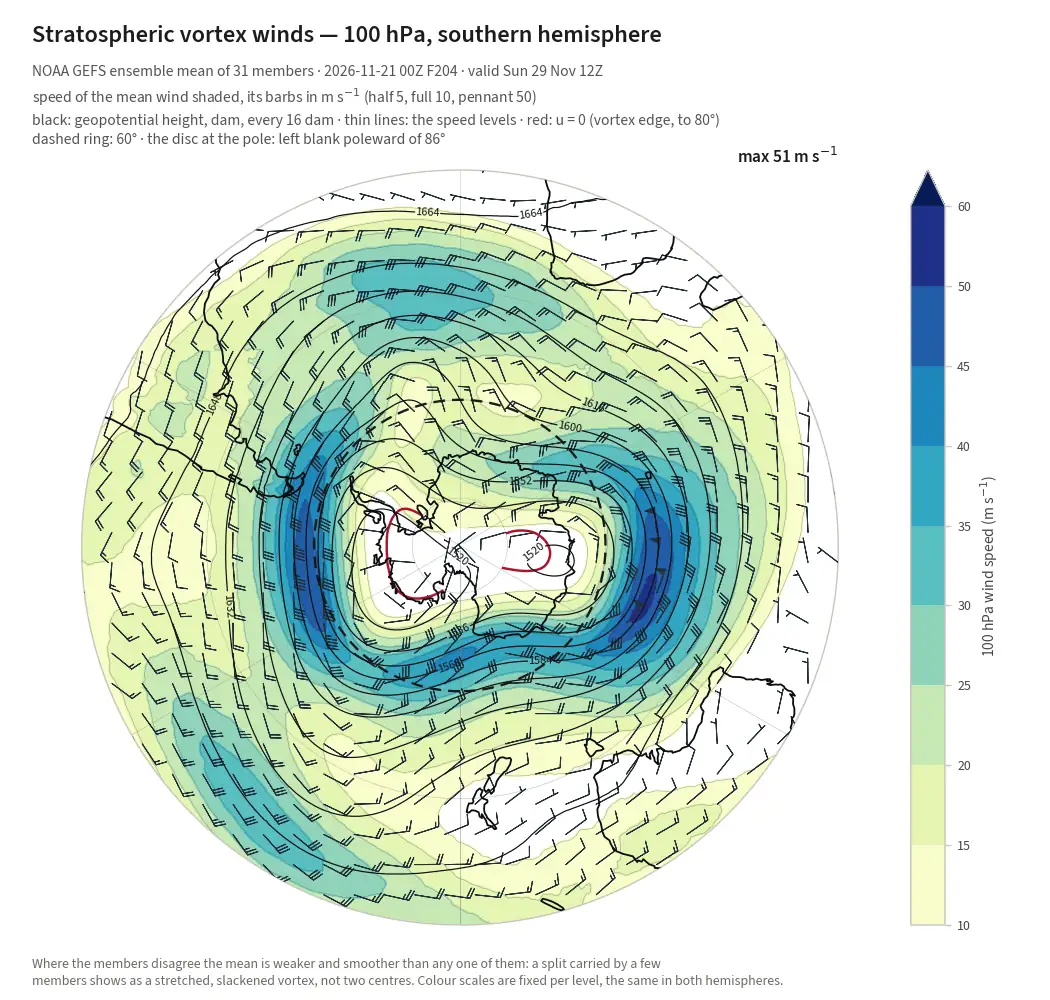 Stratospheric vortex winds — 100 hPa, southern hemisphere
NOAA GEFS ensemble mean of 31 members · 2026-11-21 00Z F204 · valid Sun 29 Nov 12Z
speed of the mean wind shaded, its barbs in m s−1 (half 5, full 10, pennant 50)
black: geopotential height, dam, every 16 dam · thin lines: the speed levels · red: u = 0 (vortex edge, to 80°)
dashed ring: 60° · the disc at the pole: left blank poleward of 86°
max 51 m s−1
1664
1664
1616
1600
1552
1520
1632
1568
1584
60
50
45
40
35
30
25
20
15
10
100 hPa wind speed (m s−1)
Where the members disagree the mean is weaker and smoother than any one of them: a split carried by a few
members shows as a stretched, slackened vortex, not two centres. Colour scales are fixed per level, the same in both hemispheres.